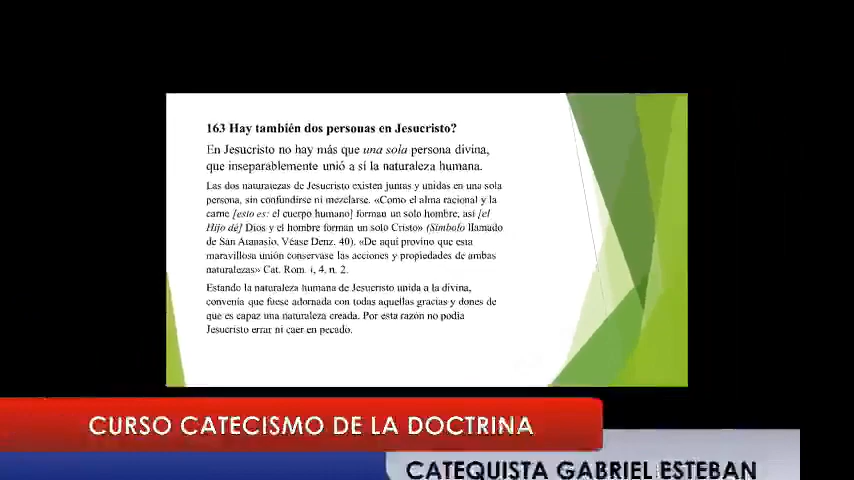 163 Hay también dos personas en Jesucristo?
En Jesucristo no hay más que una sola persona divina,
que inseparablemente unió a sí la naturaleza humana.
Las dos naturalezas de Jesucristo existen juntas y unidas en una sola
persona, sin confundirse ni mezclarse. «Como el alma racional y la
carne [esto es: el cuerpo humano] forman un solo hombre, así [el
Hijo de] Dios y el hombre forman un solo Cristo» (Símbolo llamado
de San Atanasio, Véase Denz. 40). «De aquí provino que esta
maravillosa unión conservase las acciones y propiedades de ambas
naturalezas» Cat. Rom. i, 4, n. 2.
Estando la naturaleza humana de Jesucristo unida a la divina,
convenía que fuese adornada con todas aquellas gracias y dones de
que es capaz una naturaleza creada. Por esta razón no podía
Jesucristo errar ni caer en pecado.
CURSO CATECISMO DE LA DOCTRINA
CATEQUISTA GABRIEL ESTEBAN